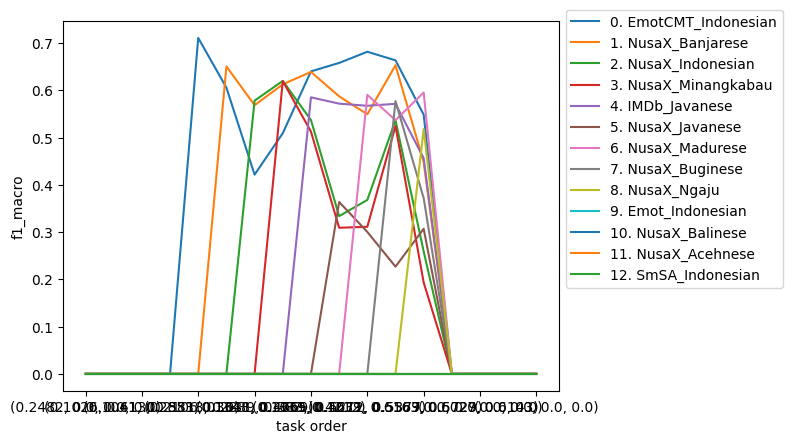 0. EmotCMT_Indonesian
1. NusaX_Banjarese
2. NusaX_Indonesian
3. NusaX_Minangkabau
4. IMDb_Javanese
5. NusaX_Javanese
6. NusaX_Madurese
7. NusaX_Buginese
8. NusaX_Ngaju
9. Emot_Indonesian
10. NusaX_Balinese
11. NusaX_Acehnese
12. SmSA_Indonesian
0.7
0.6
0.5
0.4
0.3
0.2
0.1
0.0
f1_macro
task order